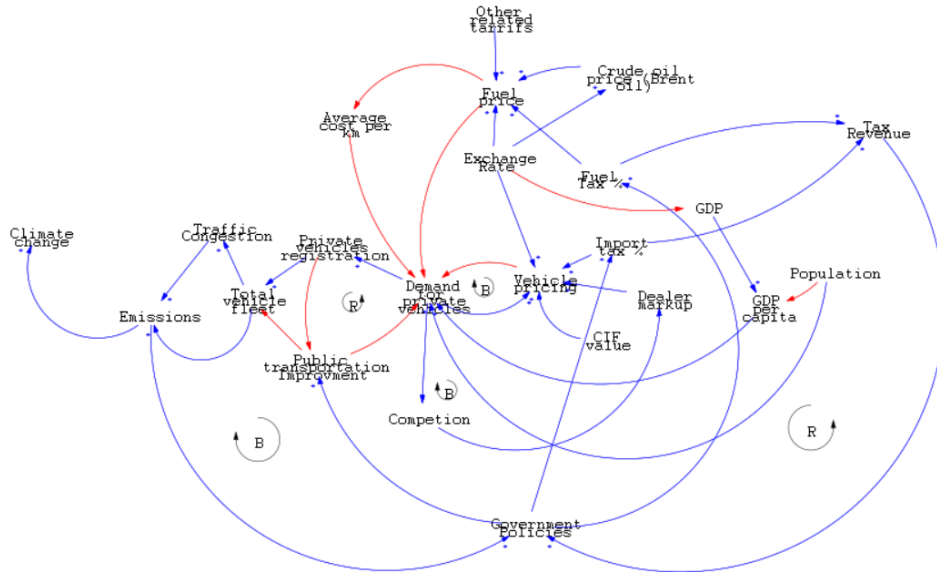 Other
related
tarrifs
Crude oil
price (Brent
oil)
Fuel
price
Average
cost per
km
Tax
Revenue
Exchange
Rate
Fuel
Tax %
GDP
Climate
change
Traffic
Congestion
Private
vehicles
registration
Import
tax %
Population
Vehicle
pricing
B
Demand
for
private
vehicles
R
Total
vehicle
fleet
Dealer
markup
GDP
per
capita
Emissions
CIF
value
Public
transportation
Improvment
B
Competion
B
R
Government
Policies